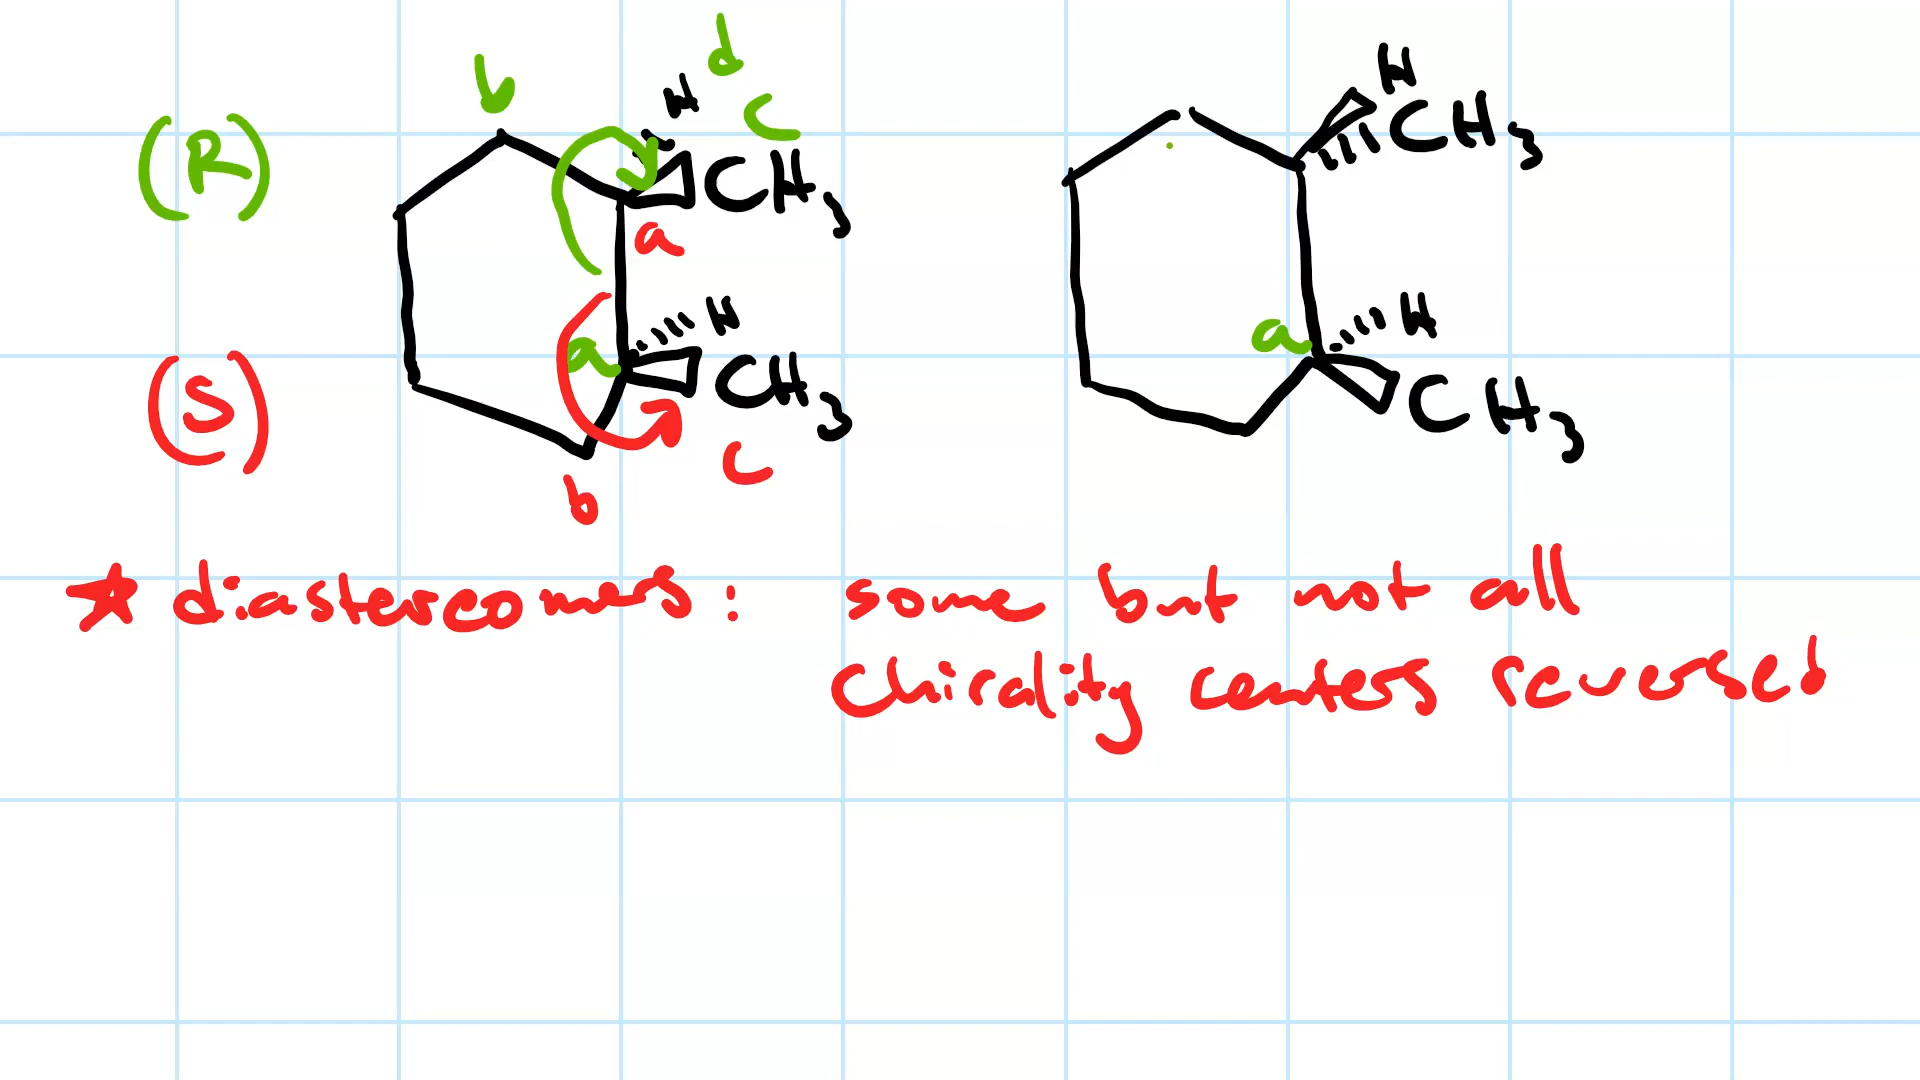 b H d C H
(R) CH3 CH3
a
H a H
(S) a CH3 CH3
b C
* diastereomers: some but not all
chirality centers reversed